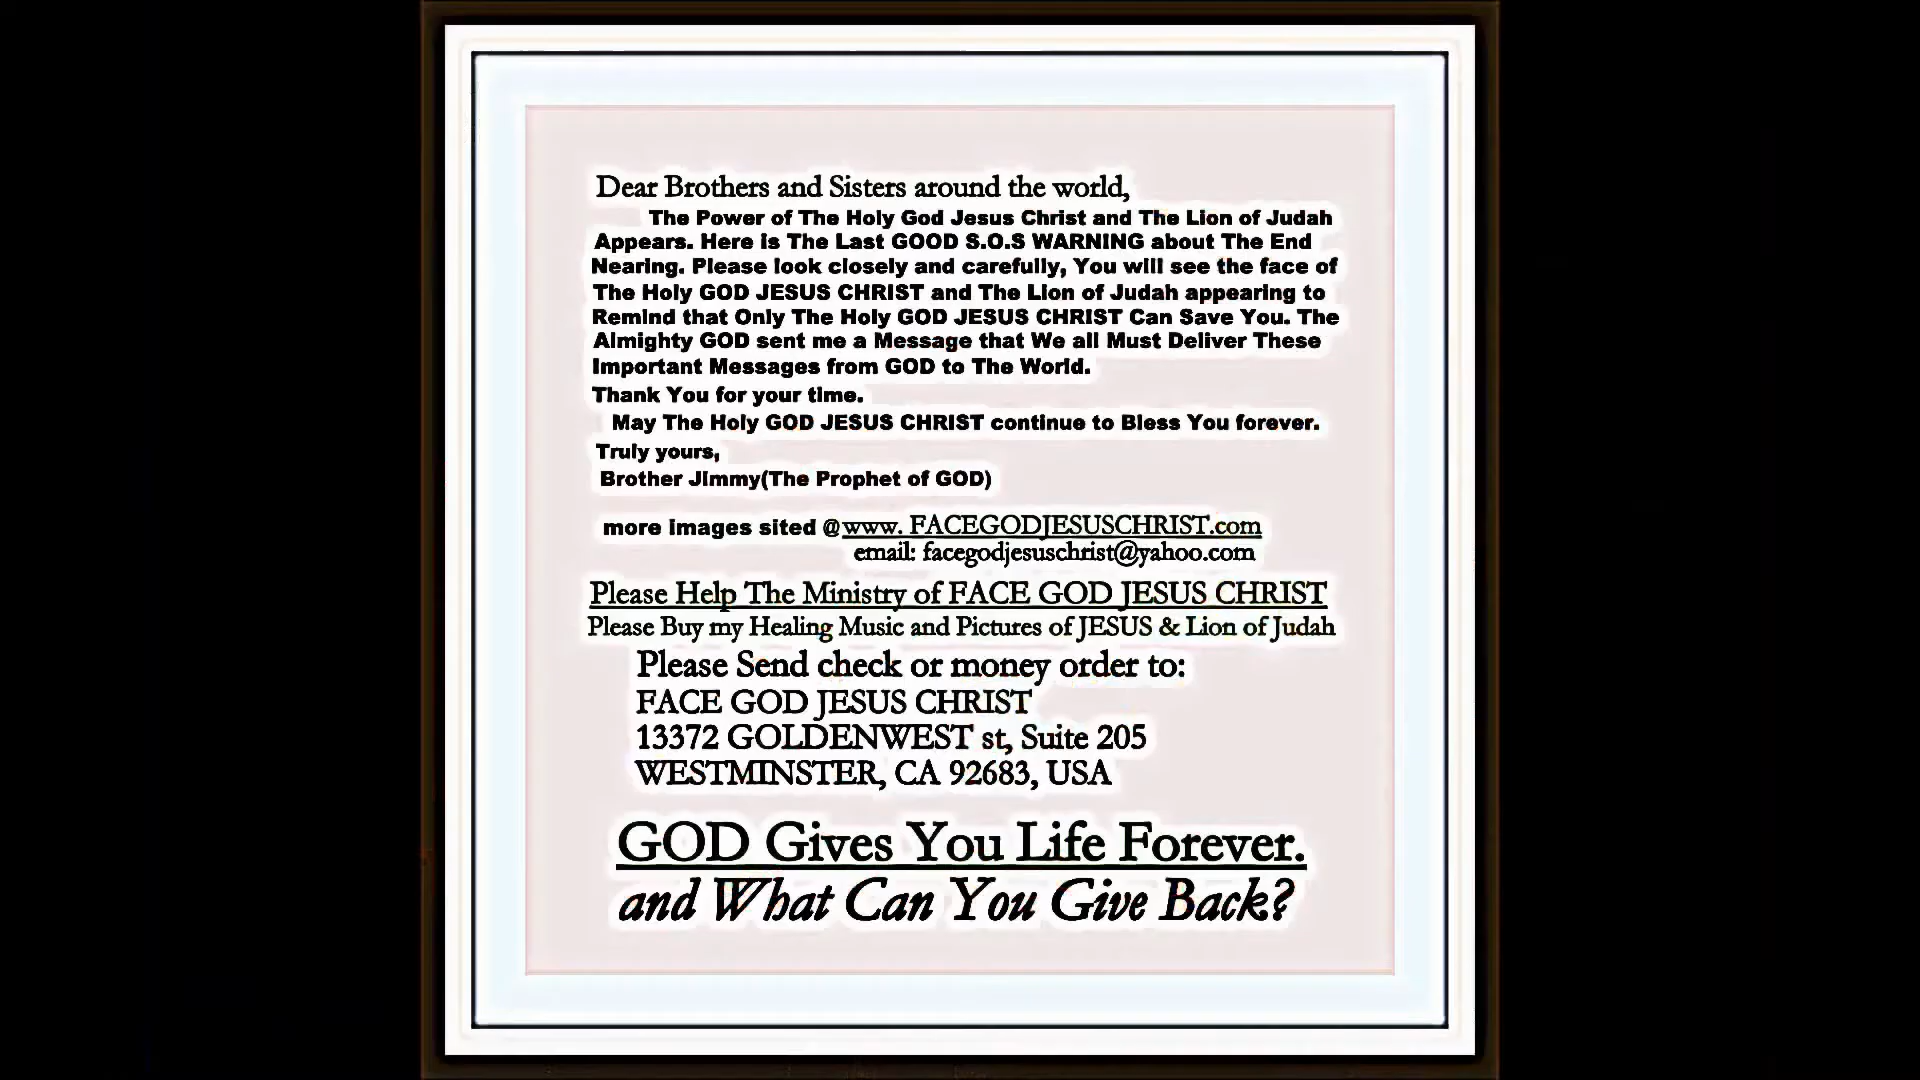 Dear Brothers and Sisters around the world,
The Power of The Holy God Jesus Christ and The Lion of Judah
Appears. Here is The Last GOOD S.O.S WARNING about The End
Nearing. Please look closely and carefully, You will see the face of
The Holy GOD JESUS CHRIST and The Lion of Judah appearing to
Remind that Only The Holy GOD JESUS CHRIST Can Save You. The
Almighty GOD sent me a Message that We all Must Deliver These
Important Messages from GOD to The World.
Thank You for your time.
May The Holy GOD JESUS CHRIST continue to Bless You forever.
Truly yours,
Brother Jimmy(The Prophet of GOD)
more images sited @www. FACEGODJESUSCHRIST.com
email: facegodjesuschrist@yahoo.com
Please Help The Ministry of FACE GOD JESUS CHRIST
Please Buy my Healing Music and Pictures of JESUS & Lion of Judah
Please Send check or money order to:
FACE GOD JESUS CHRIST
13372 GOLDENWEST st, Suite 205
WESTMINSTER, CA 92683, USA
GOD Gives You Life Forever.
and What Can You Give Back?